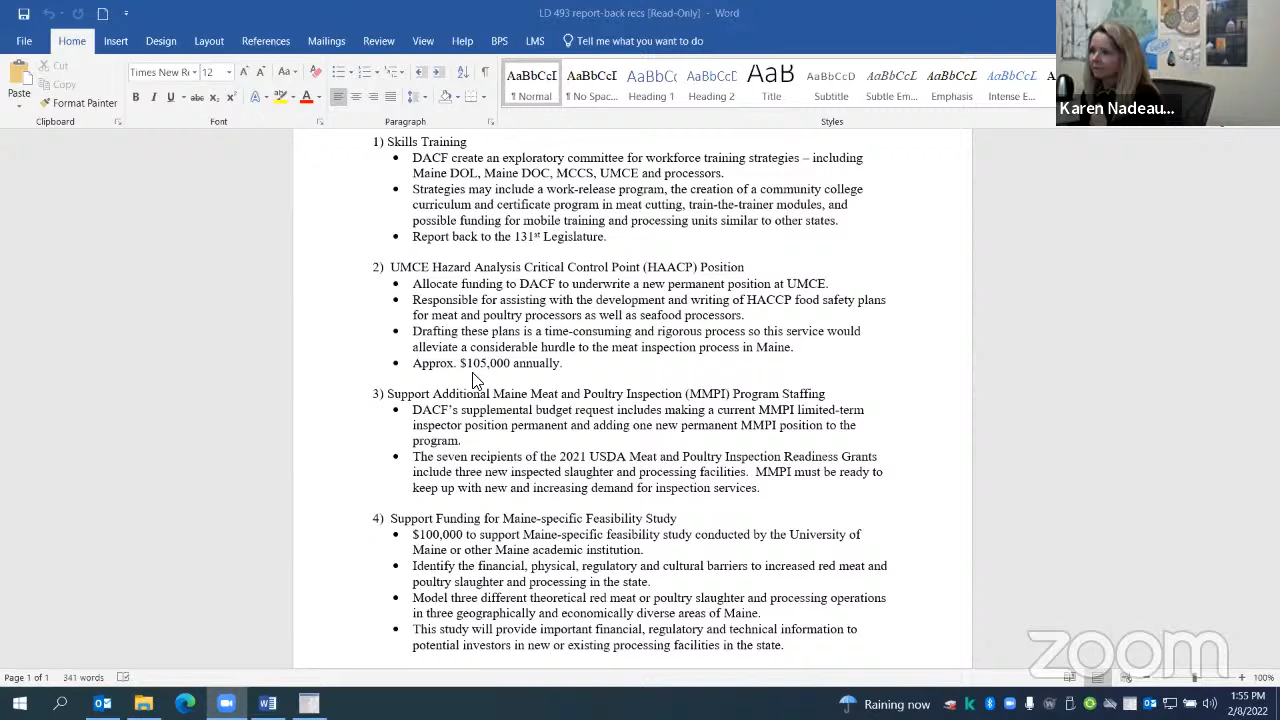 LD 493 report-back recs [Read-Only] - Word
File Home Insert Design Layout References Mailings Review View Help BPS LMS Tell me what you want to do
Paste
Cut
Copy
Format Painter
Clipboard
Times New Ro
12
Font
Paragraph
AaBbCcI AaBbCcD AaBbCc AaBbCcD AaB AaBbCcD AaBbCcD AaBbCcD AaBbCcD
¶ Normal ¶ No Spac... Heading 1 Heading 2 Title Subtitle Subtle Em... Emphasis Intense E...
Styles
Karen Nadeau...
1) Skills Training
• DACF create an exploratory committee for workforce training strategies – including
Maine DOL, Maine DOC, MCCS, UMCE and processors.
• Strategies may include a work-release program, the creation of a community college
curriculum and certificate program in meat cutting, train-the-trainer modules, and
possible funding for mobile training and processing units similar to other states.
• Report back to the 131st Legislature.
2) UMCE Hazard Analysis Critical Control Point (HAACP) Position
• Allocate funding to DACF to underwrite a new permanent position at UMCE.
• Responsible for assisting with the development and writing of HACCP food safety plans
for meat and poultry processors as well as seafood processors.
• Drafting these plans is a time-consuming and rigorous process so this service would
alleviate a considerable hurdle to the meat inspection process in Maine.
• Approx. $105,000 annually.
3) Support Additional Maine Meat and Poultry Inspection (MMPI) Program Staffing
• DACF's supplemental budget request includes making a current MMPI limited-term
inspector position permanent and adding one new permanent MMPI position to the
program.
• The seven recipients of the 2021 USDA Meat and Poultry Inspection Readiness Grants
include three new inspected slaughter and processing facilities. MMPI must be ready to
keep up with new and increasing demand for inspection services.
4) Support Funding for Maine-specific Feasibility Study
• $100,000 to support Maine-specific feasibility study conducted by the University of
Maine or other Maine academic institution.
• Identify the financial, physical, regulatory and cultural barriers to increased red meat and
poultry slaughter and processing in the state.
• Model three different theoretical red meat or poultry slaughter and processing operations
in three geographically and economically diverse areas of Maine.
• This study will provide important financial, regulatory and technical information to
potential investors in new or existing processing facilities in the state.
zoom
Page 1 of 1 341 words 100%
Raining now 1:55 PM
2/8/2022